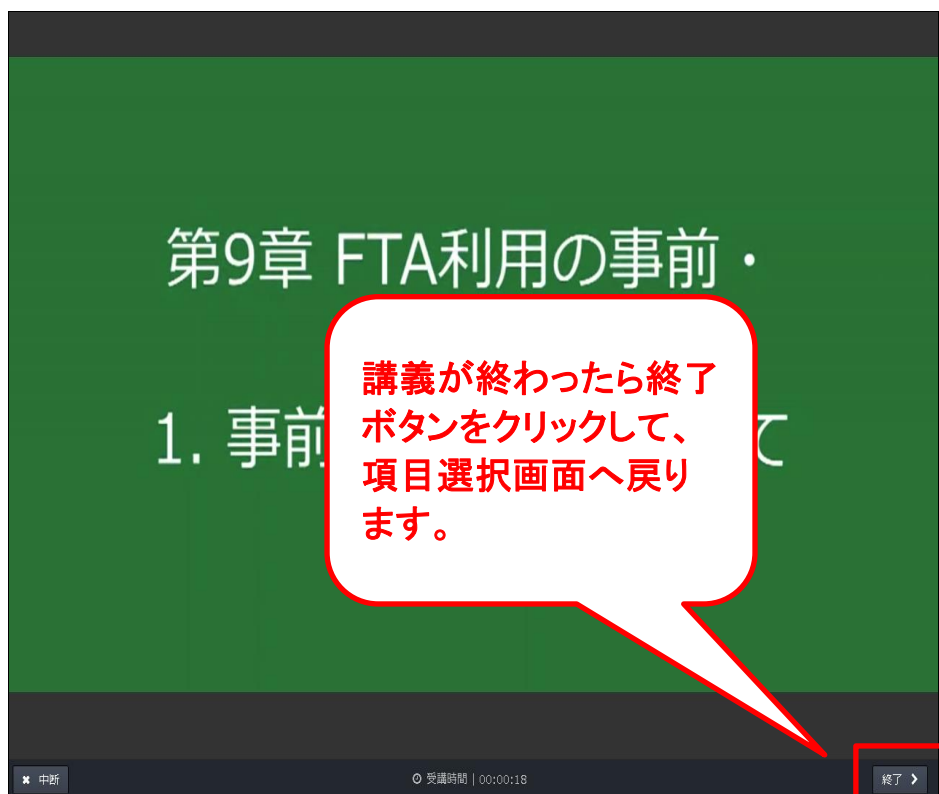 第9章 FTA利用の事前・
1. 事前
て
講義が終わったら終了
ボタンをクリックして、
項目選択画面へ戻り
ます。
✖ 中断
受講時間 | 00:00:18
終了 ❯